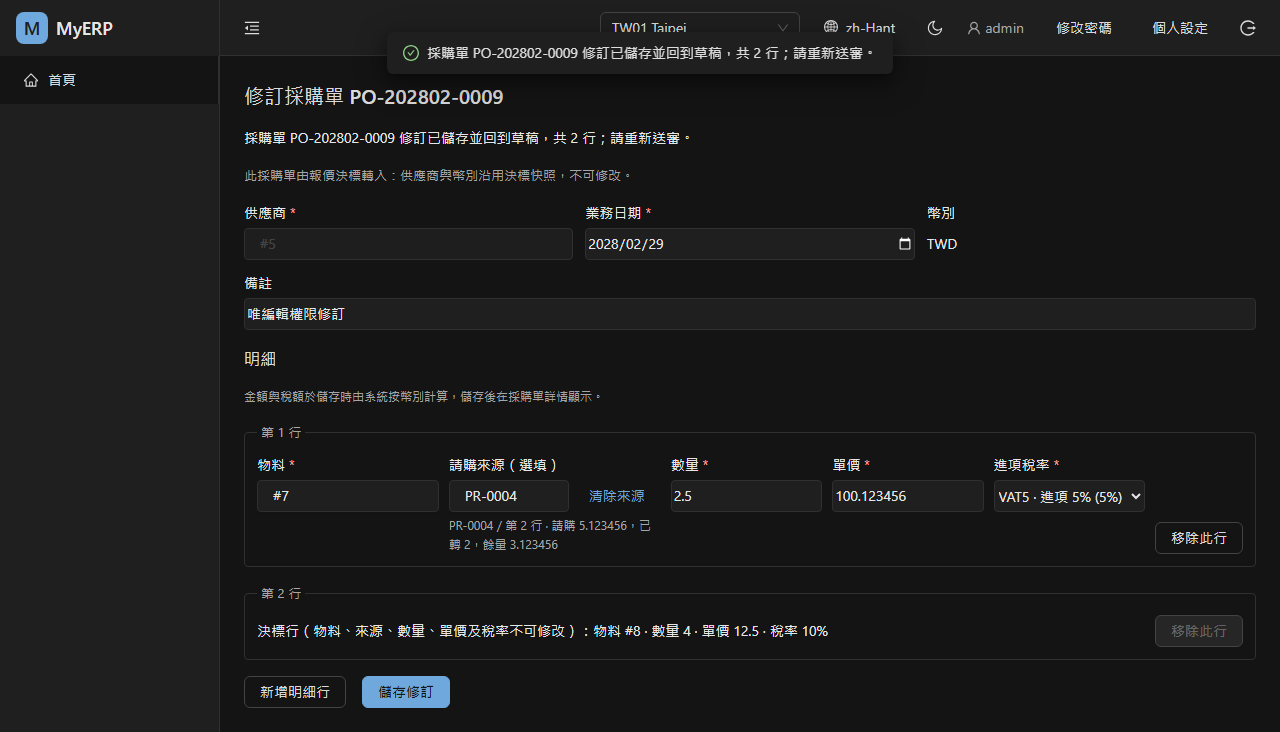 M MyERP
TW01 Taipei
zh-Hant
admin
修改密碼
個人設定
採購單 PO-202802-0009 修訂已儲存並回到草稿，共 2 行；請重新送審。
首頁
修訂採購單 PO-202802-0009
採購單 PO-202802-0009 修訂已儲存並回到草稿，共 2 行；請重新送審。
此採購單由報價決標轉入：供應商與幣別沿用決標快照，不可修改。
供應商 *
業務日期 *
幣別
#5
2028/02/29
TWD
備註
唯編輯權限修訂
明細
金額與稅額於儲存時由系統按幣別計算，儲存後在採購單詳情顯示。
第 1 行
物料 *
請購來源（選填）
數量 *
單價 *
進項稅率 *
#7
PR-0004
清除來源
2.5
100.123456
VAT5 · 進項 5% (5%)
PR-0004 / 第 2 行 · 請購 5.123456，已
轉 2，餘量 3.123456
移除此行
第 2 行
決標行（物料、來源、數量、單價及稅率不可修改）：物料 #8 · 數量 4 · 單價 12.5 · 稅率 10%
移除此行
新增明細行
儲存修訂